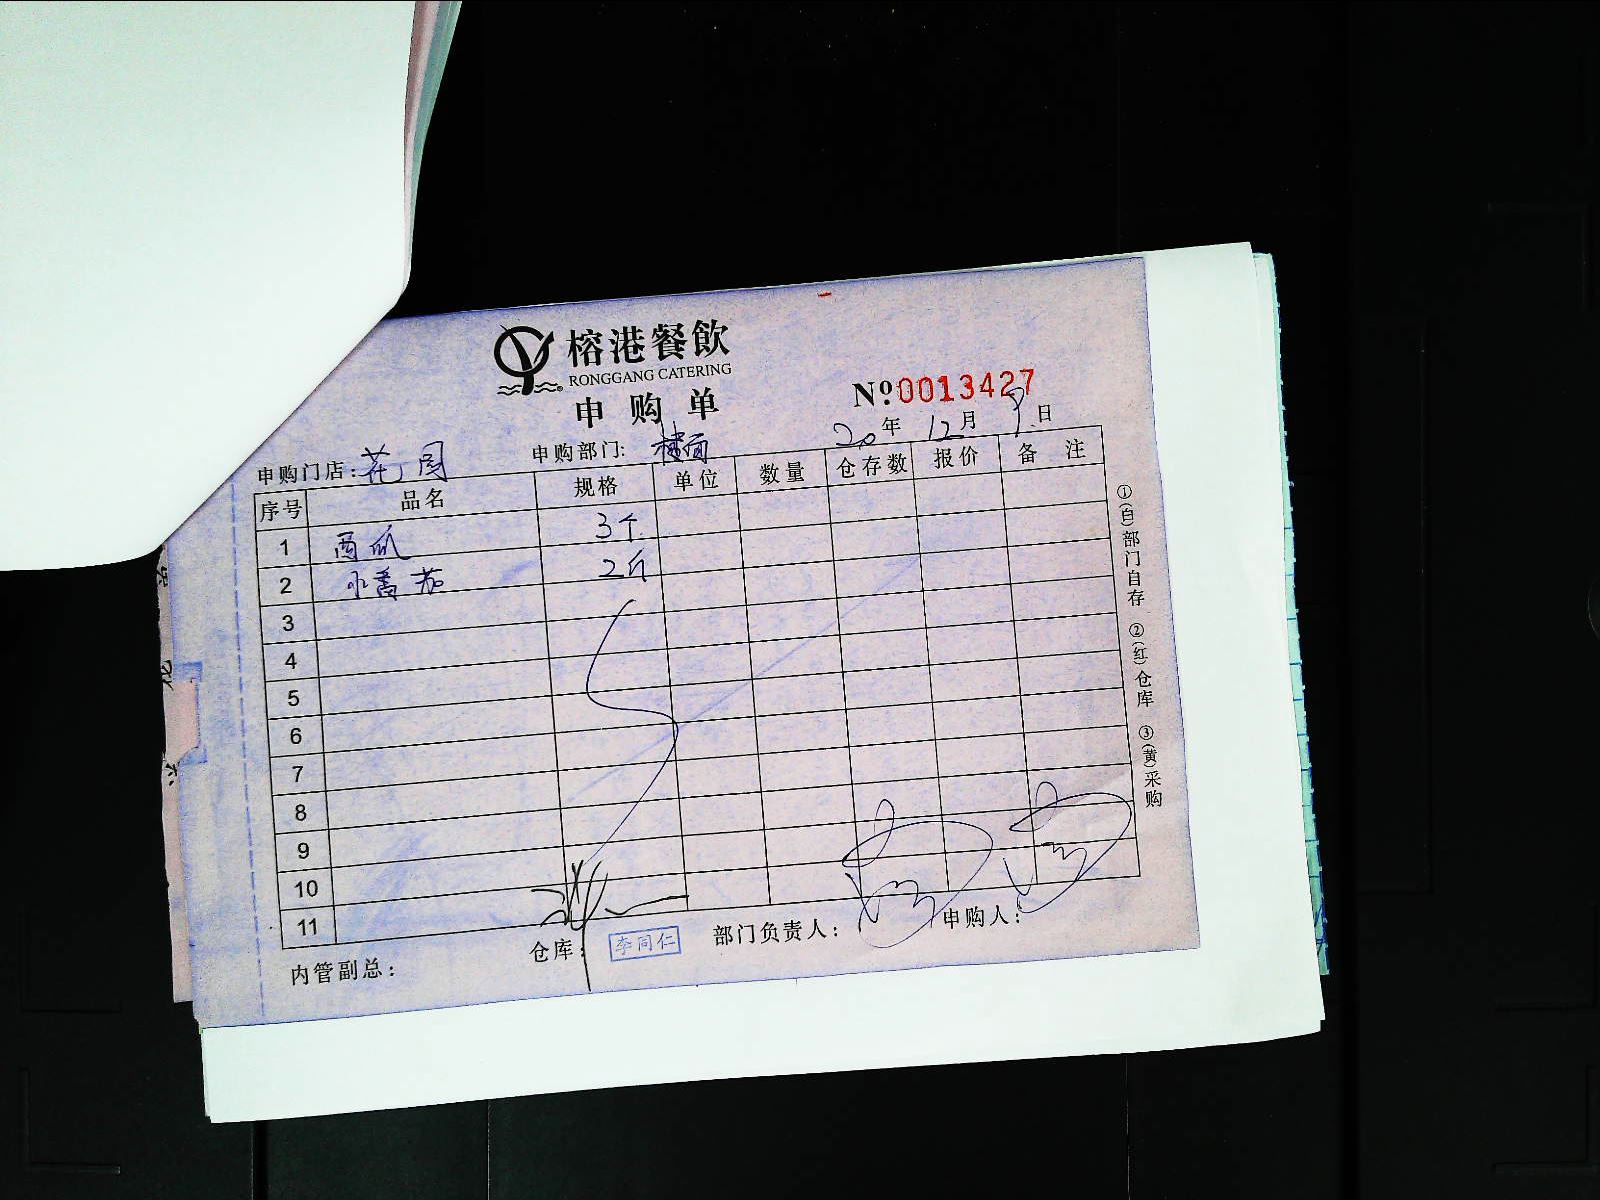 榕港餐飲
RONGGANG CATERING
申购单
№0013427
20年 12月 9日
申购门店：花园 申购部门：楼面
序号 品名 规格 单位 数量 仓存数 报价 备注
1 西瓜 3个
2 水番茄 2斤
3
4
5
6
7
8
9
10
11
内管副总： 仓库： 李同仁 部门负责人： 申购人：
①(白)部门自存 ②(红)仓库 ③(黄)采购